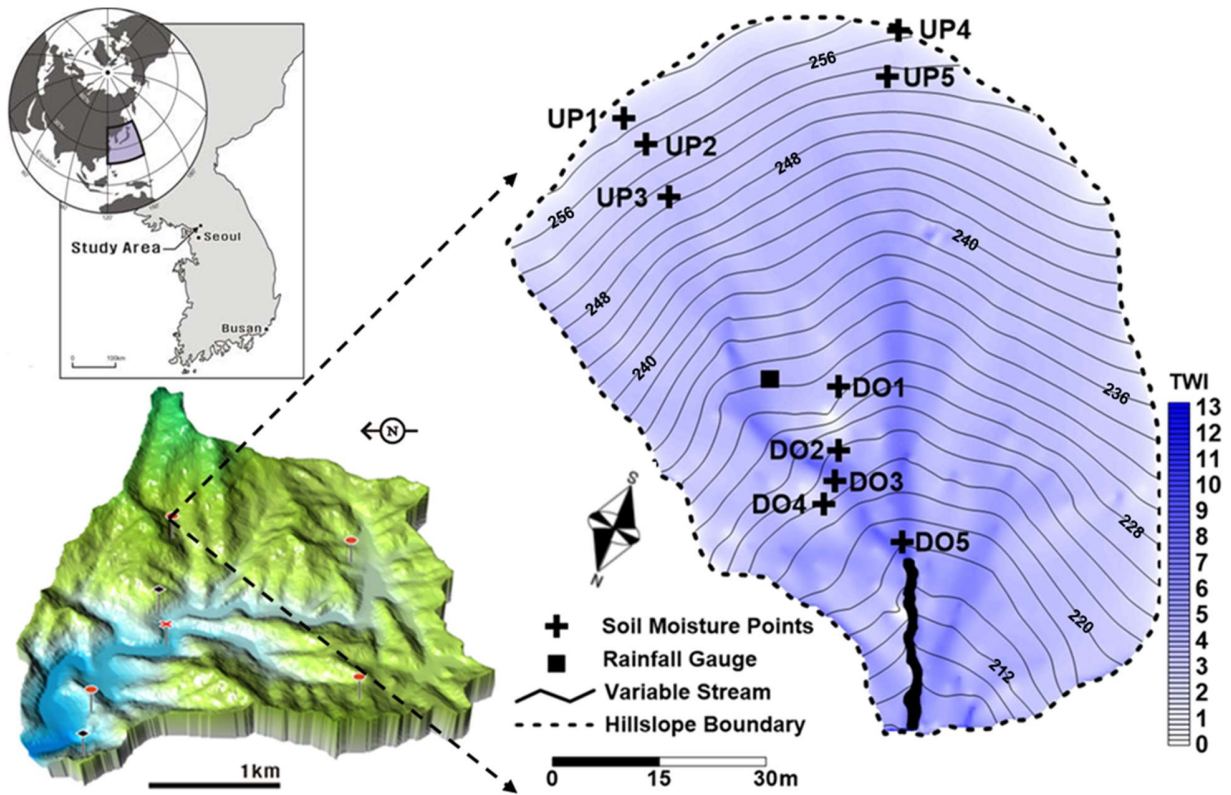 Study Area
Seoul
Busan
0 100km
N
1km
UP4
256
UP5
UP1
UP2
248
UP3
256
240
248
240
236
DO1
DO2
DO3
DO4
228
DO5
220
212
S
N
TWI
13
12
11
10
9
8
7
6
5
4
3
2
1
0
Soil Moisture Points
Rainfall Gauge
Variable Stream
Hillslope Boundary
0 15 30m